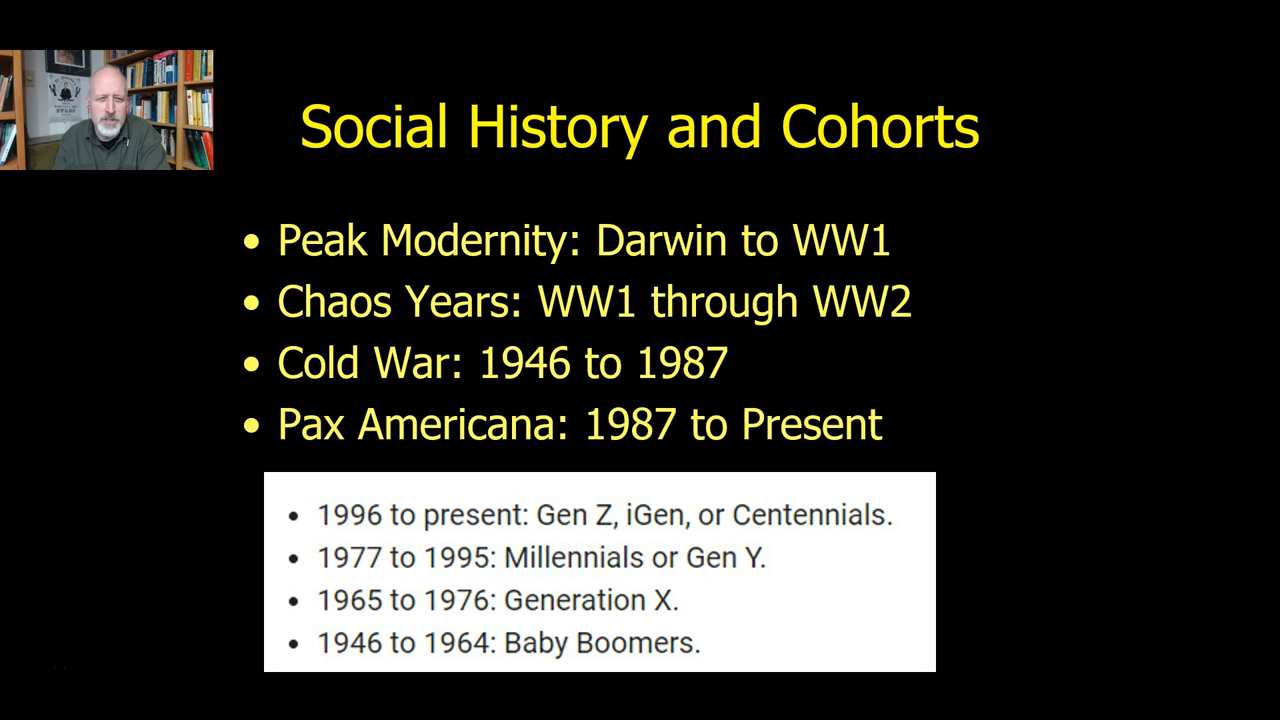 Social History and Cohorts
• Peak Modernity: Darwin to WW1
• Chaos Years: WW1 through WW2
• Cold War: 1946 to 1987
• Pax Americana: 1987 to Present
• 1996 to present: Gen Z, iGen, or Centennials.
• 1977 to 1995: Millennials or Gen Y.
• 1965 to 1976: Generation X.
• 1946 to 1964: Baby Boomers.